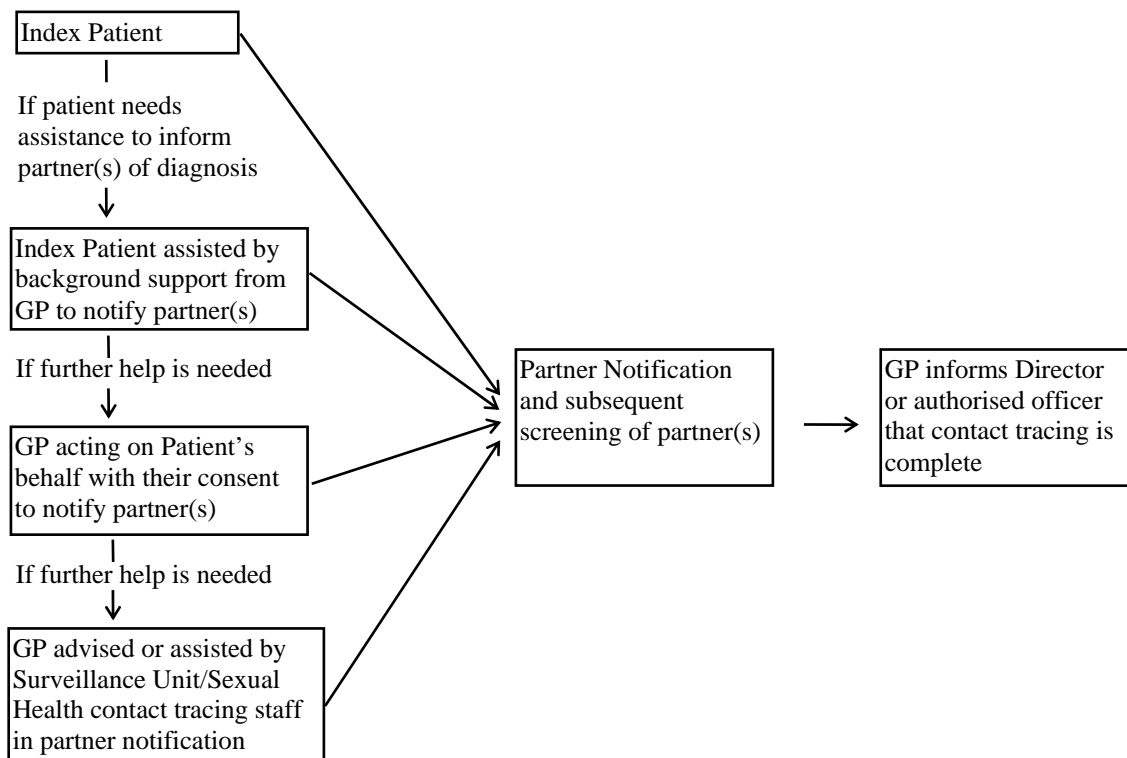 Index Patient
If patient needs
assistance to inform
partner(s) of diagnosis
Index Patient assisted by
background support from
GP to notify partner(s)
If further help is needed
GP acting on Patient’s
behalf with their consent
to notify partner(s)
If further help is needed
GP advised or assisted by
Surveillance Unit/Sexual
Health contact tracing staff
in partner notification
Partner Notification
and subsequent
screening of partner(s)
GP informs Director
or authorised officer
that contact tracing is
complete